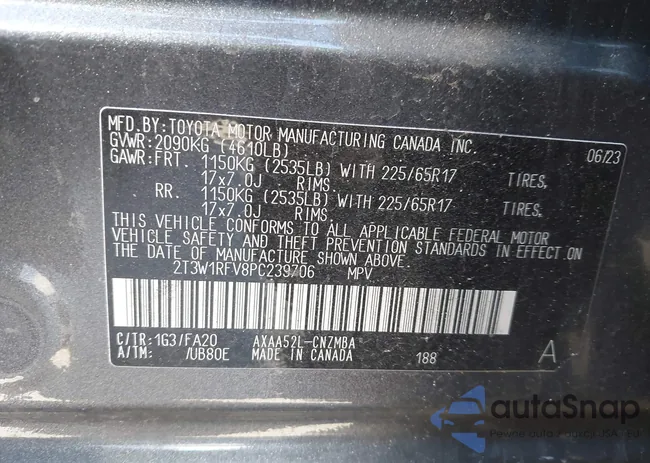 MFD.BY:TOYOTA MOTOR MANUFACTURING CANADA INC.
GVWR:2090KG (4610LB) 06/23
GAWR:FRT. 1150KG (2535LB) WITH 225/65R17 TIRES,
17x7.0J RIMS.
RR. 1150KG (2535LB) WITH 225/65R17 TIRES,
17x7.0J RIMS.
THIS VEHICLE CONFORMS TO ALL APPLICABLE FEDERAL MOTOR
VEHICLE SAFETY AND THEFT PREVENTION STANDARDS IN EFFECT ON
THE DATE OF MANUFACTURE SHOWN ABOVE.
2T3W1RFV8PC239706 MPV
C/TR:1G3/FA20 AXAA52L-CNZMBA
A/TM: /UB80E MADE IN CANADA 188 A
autaSnap
Pewne auta z